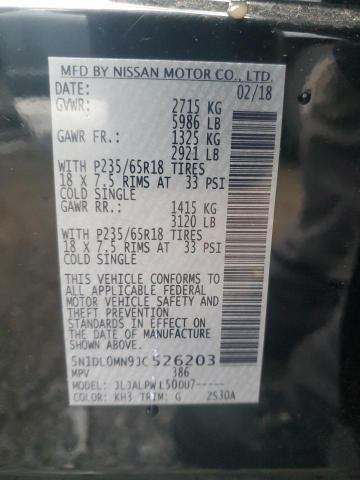 MFD BY NISSAN MOTOR CO., LTD.
DATE: 02/18
GVWR: 2715 KG
5986 LB
GAWR FR.: 1325 KG
2921 LB
WITH P235/65R18 TIRES
18 X 7.5 RIMS AT 33 PSI
COLD SINGLE
GAWR RR.: 1415 KG
3120 LB
WITH P235/65R18 TIRES
18 X 7.5 RIMS AT 33 PSI
COLD SINGLE
THIS VEHICLE CONFORMS TO
ALL APPLICABLE FEDERAL
MOTOR VEHICLE SAFETY AND
THEFT PREVENTION
STANDARDS IN EFFECT ON
THE DATE OF MANUFACTURE
SHOWN ABOVE.
5N1DL0MN9JC526203
MPV 386
MODEL: JLJALPWL50DU7-----
COLOR: KH3 TRIM: G 2S30A